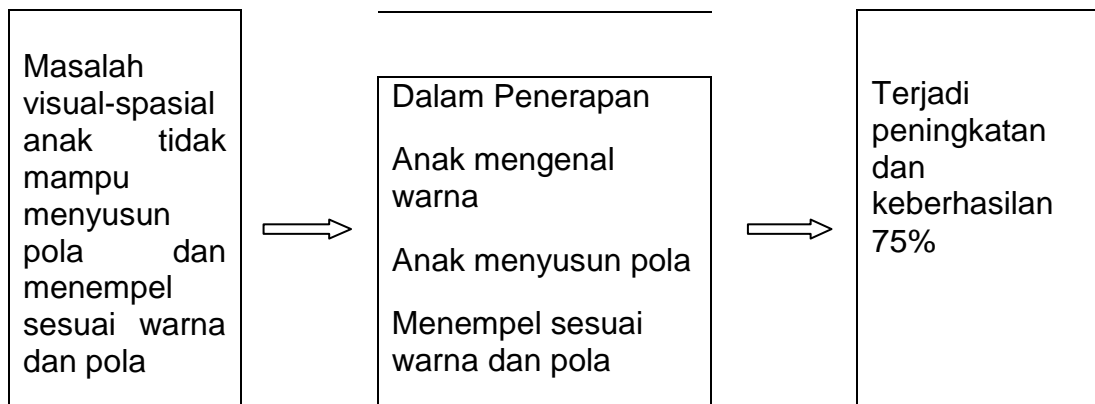 Masalah
visual-spasial
anak tidak
mampu
menyusun
pola dan
menempel
sesuai warna
dan pola
Dalam Penerapan
Anak mengenal
warna
Anak menyusun pola
Menempel sesuai
warna dan pola
Terjadi
peningkatan
dan
keberhasilan
75%